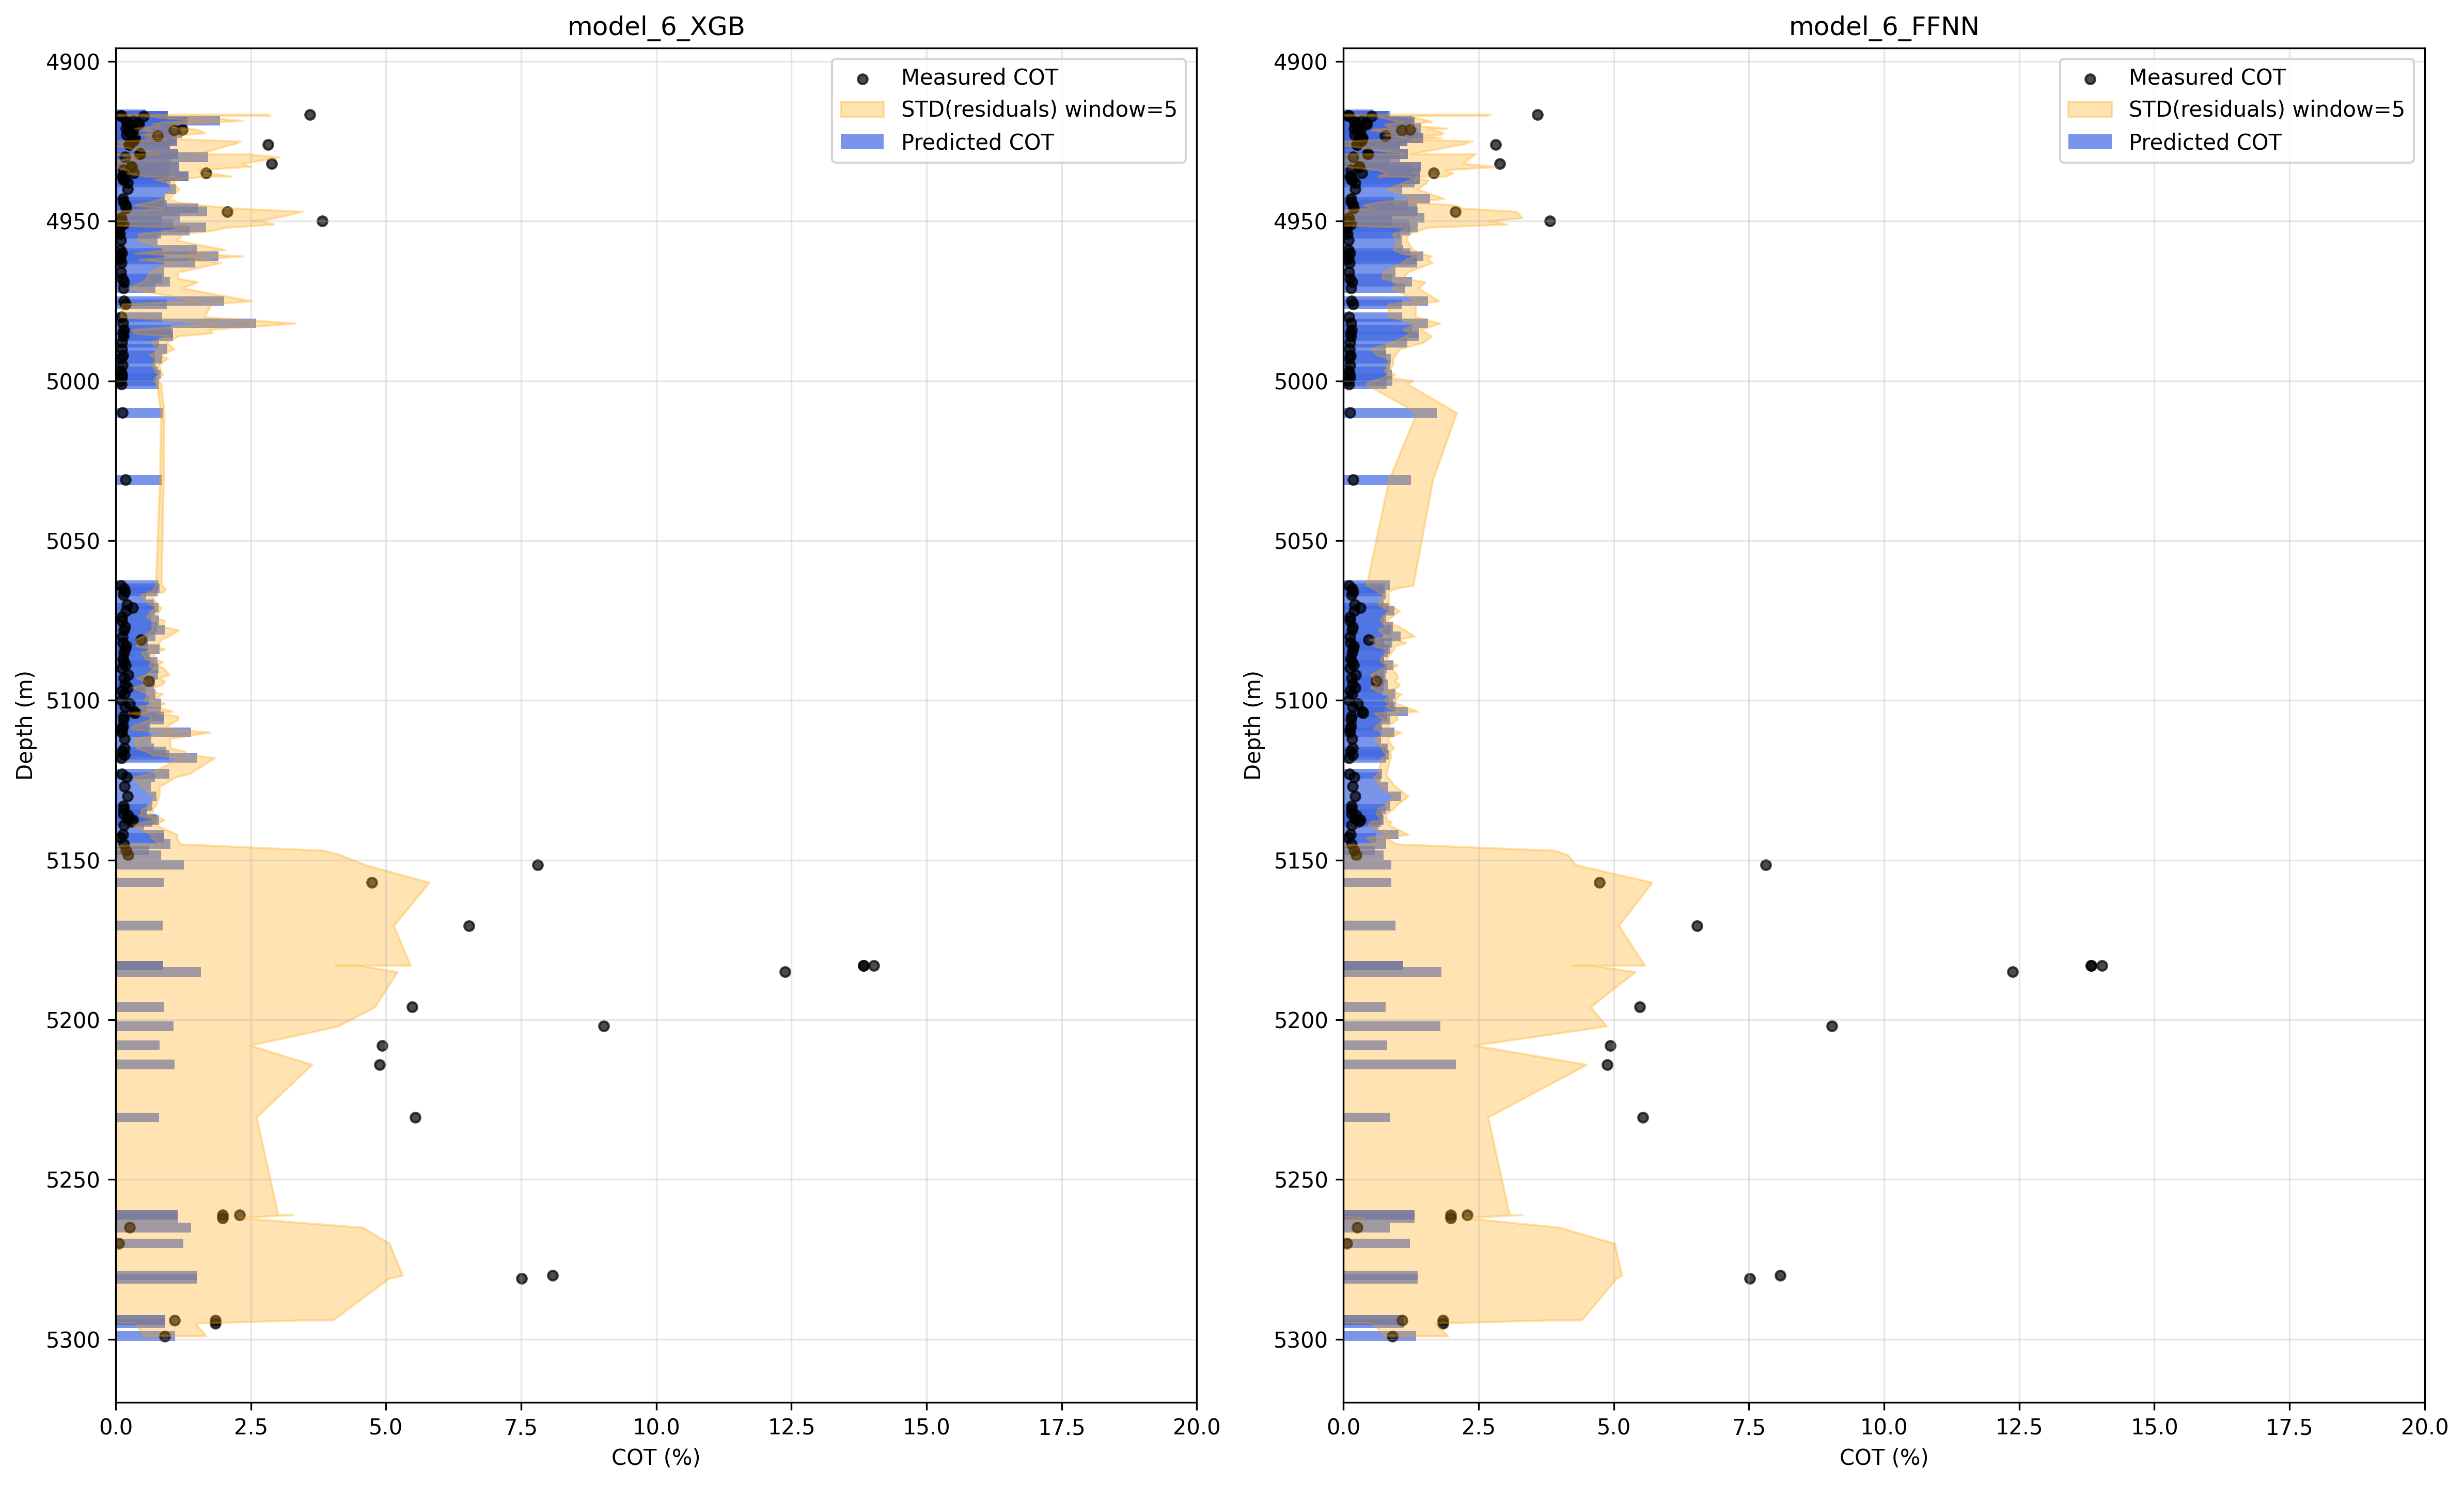 model_6_XGB
Measured COT
STD(residuals) window=5
Predicted COT
Depth (m)
4900
4950
5000
5050
5100
5150
5200
5250
5300
0.0 2.5 5.0 7.5 10.0 12.5 15.0 17.5 20.0
COT (%)
model_6_FFNN
Measured COT
STD(residuals) window=5
Predicted COT
Depth (m)
4900
4950
5000
5050
5100
5150
5200
5250
5300
0.0 2.5 5.0 7.5 10.0 12.5 15.0 17.5 20.0
COT (%)